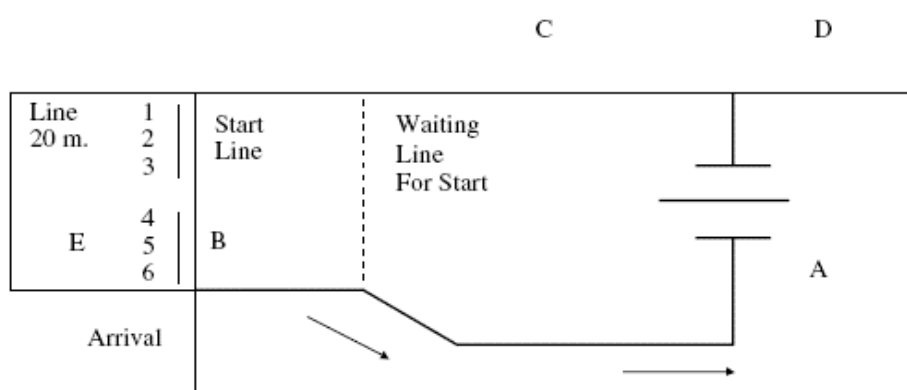 C
D
Line
20 m.
1
2
3
Start
Line
Waiting
Line
For Start
4
5
6
E
B
A
Arrival